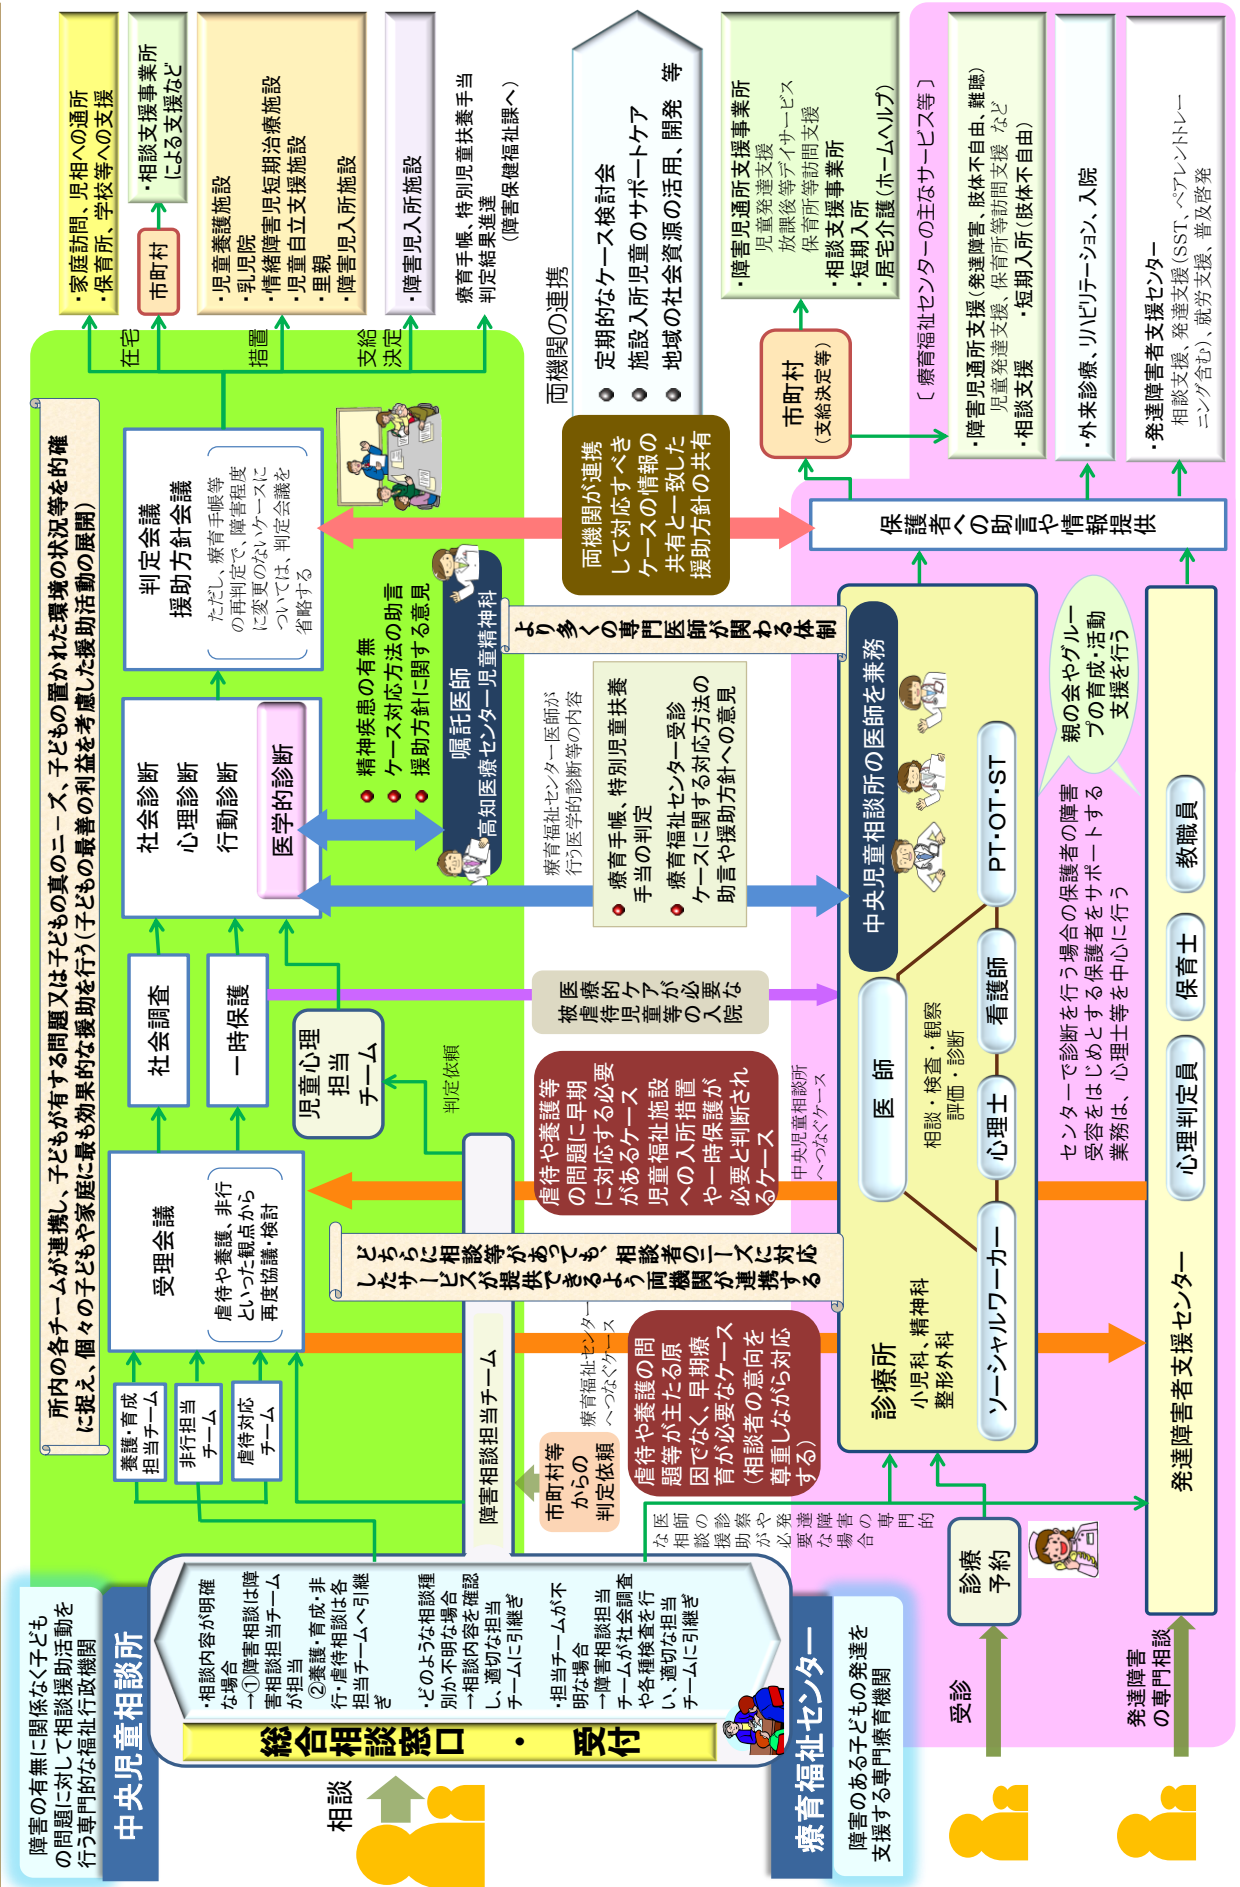 障害の有無に関係なく子ども
の問題に対して相談援助活動を
行う専門的な福祉行政機関
中央児童相談所
所内の各チームが連携し、子どもが有する問題又は子どもの真のニーズ、子どもの置かれた環境の状況等を的確
に捉え、個々の子どもや家庭に最も効果的な援助を行う(子どもの最善の利益を考慮した援助活動の展開)
相談
総合相談窓口・受付
・相談内容が明確
な場合
→①障害相談は障
害相談担当チーム
が担当
②養護・育成・非
行・虐待相談は各
担当チームへ引継
ぎ
・どのような相談種
別か不明な場合
→相談内容を確認
し、適切な担当
チームに引継ぎ
・担当チームが不
明な場合
→障害相談担当
チームが社会調査
や各種検査を行
い、適切な担当
チームに引継ぎ
養護・育成
担当チーム
非行担当
チーム
虐待対応
チーム
障害相談担当チーム
受理会議
虐待や養護、非行
といった観点から
再度協議・検討
社会調査
一時保護
児童心理
担当
チーム
判定依頼
社会診断
心理診断
行動診断
医学的診断
判定会議
援助方針会議
ただし、療育手帳等
の再判定で、障害程度
に変更のないケースに
ついては、判定会議を
省略する
在宅
措置
支給
決定
・家庭訪問、児相への通所
・保育所、学校等への支援
市町村
・相談支援事業所
による支援など
・児童養護施設
・乳児院
・情緒障害児短期治療施設
・児童自立支援施設
・里親
・障害児入所施設
・障害児入所施設
療育手帳、特別児童扶養手当
判定結果進達
(障害保健福祉課へ)
精神疾患の有無
ケース対応方法の助言
援助方針に関する意見
嘱託医師
高知医療センター児童精神科
より多くの専門医師が関わる体制
療育福祉センター医師が
行う医学的診断等の内容
療育手帳、特別児童扶養
手当の判定
療育福祉センター受診
ケースに関する対応方法の
助言や援助方針への意見
中央児童相談所の医師を兼務
両機関が連携
して対応すべき
ケースの情報の
共有と一致した
援助方針の共有
両機関の連携
定期的なケース検討会
施設入所児童のサポートケア
地域の社会資源の活用、開発 等
医療的ケアが必要な
被虐待児童等の入院
虐待や養護等
の問題に早期
に対応する必要
があるケース
児童福祉施設
への入所措置
や一時保護が
必要と判断され
るケース
中央児童相談所
へつなぐケース
どちらに相談等があっても、相談者のニーズに対応
したサービスが提供できるよう両機関が連携する
療育福祉センター
へつなぐケース
虐待や養護の問
題等が主たる原
因でなく、早期療
育が必要なケース
(相談者の意向を
尊重しながら対応
する)
市町村等
からの
判定依頼
医師の診察や発達障害の専門的
な相談援助が必要な場合
療育福祉センター
障害のある子どもの発達を
支援する専門療育機関
受診
診療
予約
発達障害
の専門相談
診療所
小児科、精神科
整形外科
医 師
相談・検査・観察
評価・診断
ソーシャルワーカー
心理士
看護師
PT・OT・ST
センターで診断を行う場合の保護者の障害
受容をはじめとする保護者をサポートする
業務は、心理士等を中心に行う
親の会やグルー
プの育成・活動
支援を行う
発達障害者支援センター
心理判定員
保育士
教職員
保護者への助言や情報提供
市町村
(支給決定等)
・障害児通所支援事業所
児童発達支援
放課後等デイサービス
保育所等訪問支援
・相談支援事業所
・短期入所
・居宅介護(ホームヘルプ)
〔 療育福祉センターの主なサービス等 〕
・障害児通所支援(発達障害、肢体不自由、難聴)
児童発達支援、保育所等訪問支援 など
・相談支援 ・短期入所(肢体不自由)
・外来診療、リハビリテーション、入院
・発達障害者支援センター
相談支援、発達支援(SST、ペアレントトレー
ニング含む)、就労支援、普及啓発